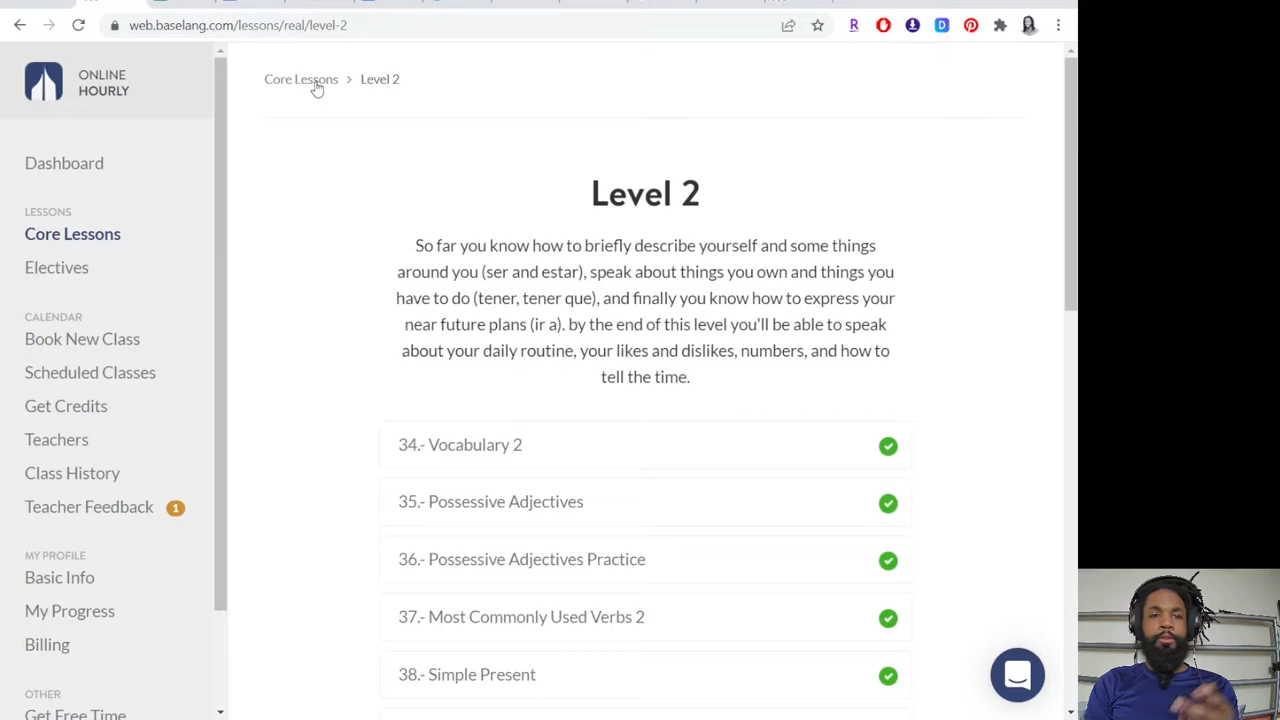 web.baselang.com/lessons/real/level-2
R
D
ONLINE
HOURLY
Dashboard
LESSONS
Core Lessons
Electives
CALENDAR
Book New Class
Scheduled Classes
Get Credits
Teachers
Class History
Teacher Feedback 1
MY PROFILE
Basic Info
My Progress
Billing
OTHER
Get Free Time
Core Lessons > Level 2
Level 2
So far you know how to briefly describe yourself and some things
around you (ser and estar), speak about things you own and things you
have to do (tener, tener que), and finally you know how to express your
near future plans (ir a). by the end of this level you'll be able to speak
about your daily routine, your likes and dislikes, numbers, and how to
tell the time.
34.- Vocabulary 2
35.- Possessive Adjectives
36.- Possessive Adjectives Practice
37.- Most Commonly Used Verbs 2
38.- Simple Present